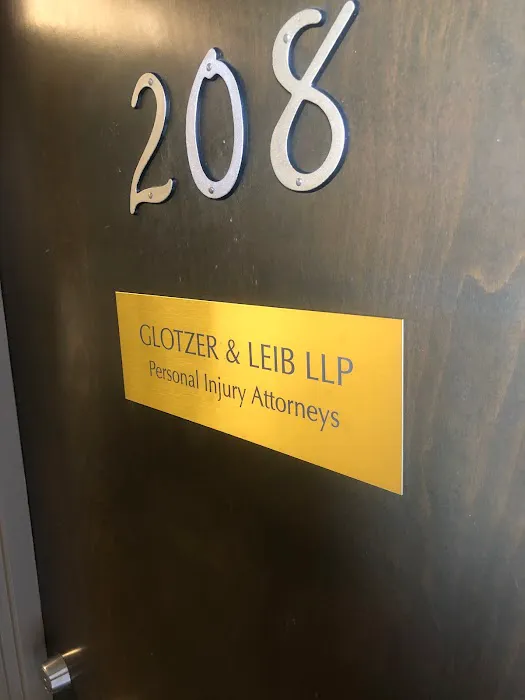 208
GLOTZER & LEIB LLP
Personal Injury Attorneys